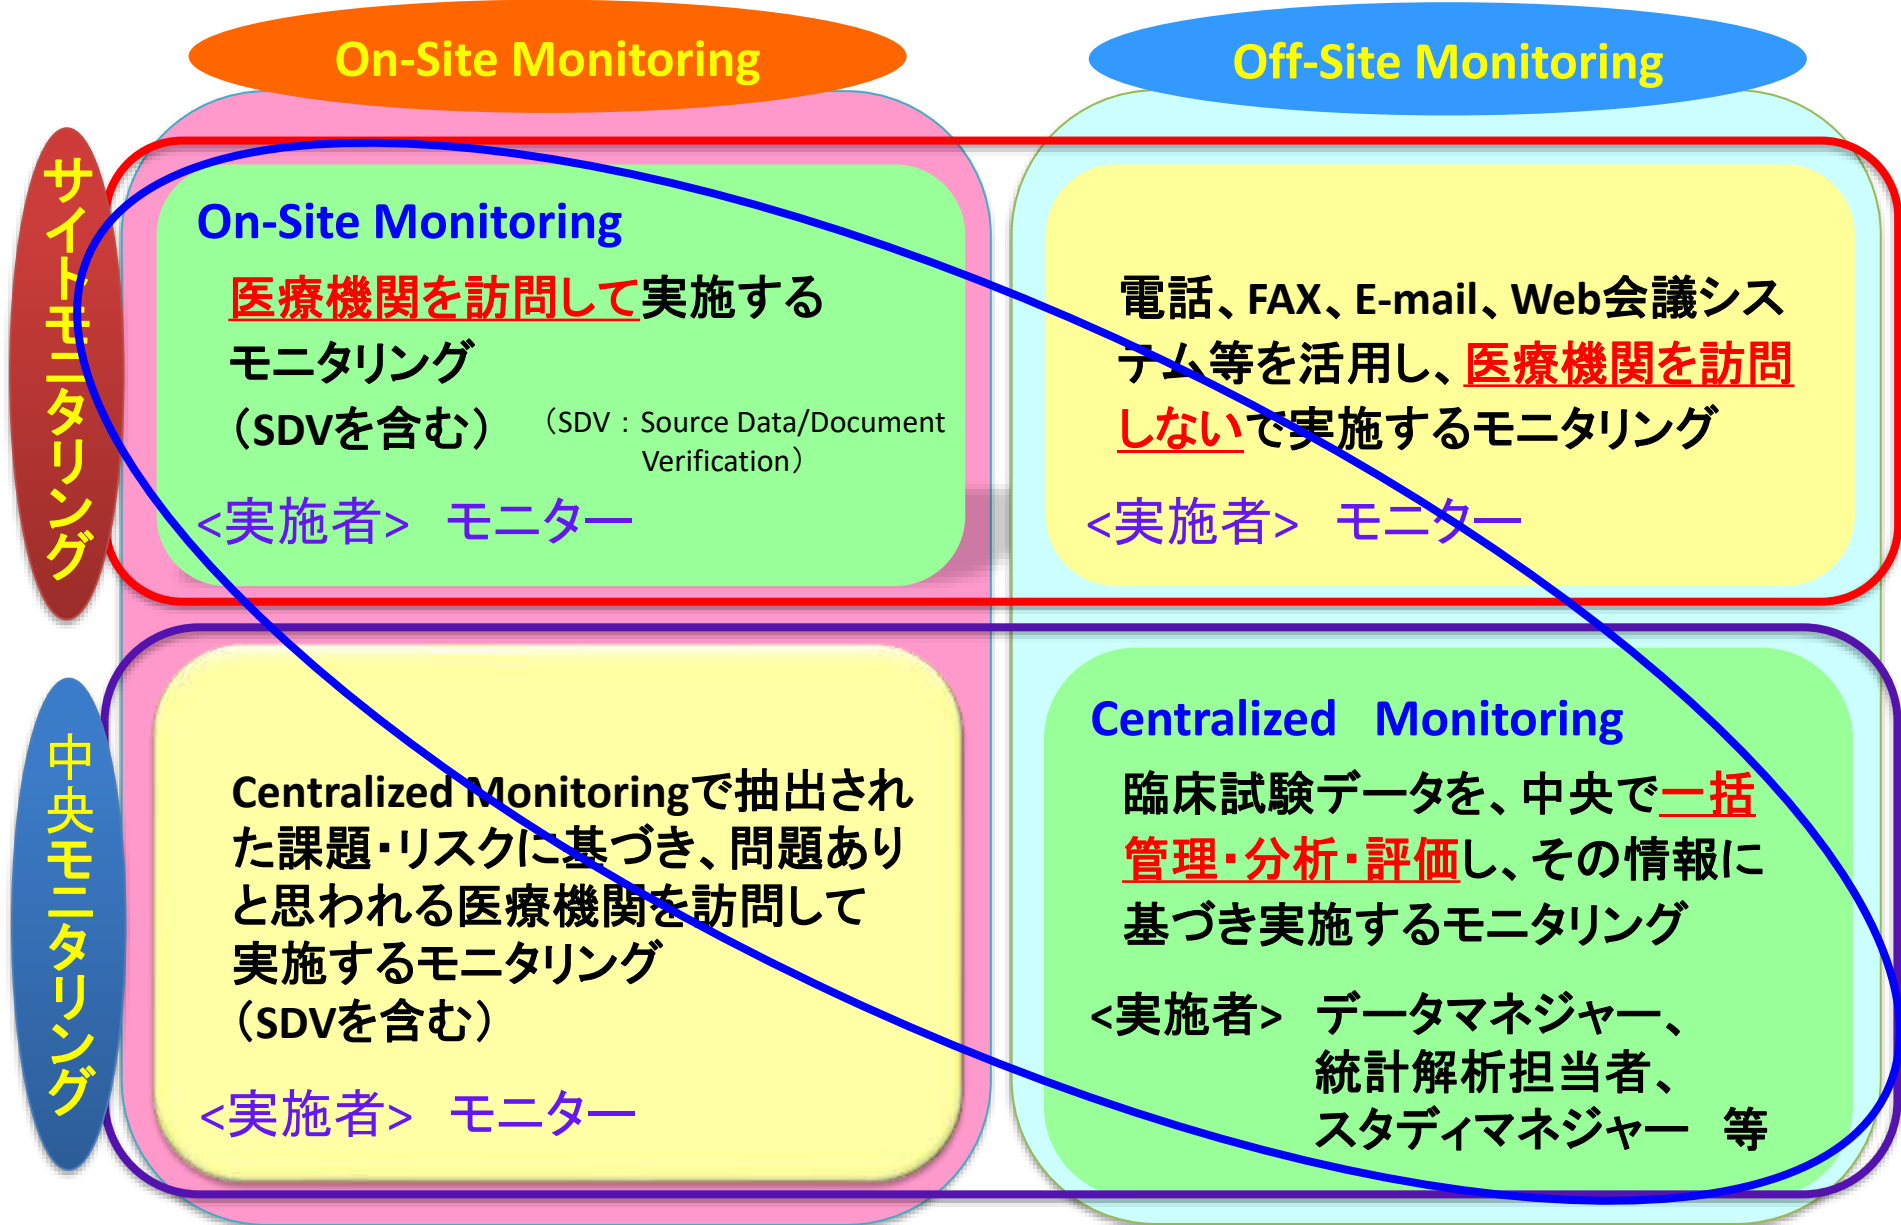 On-Site Monitoring
Off-Site Monitoring
サイトモニタリング
On-Site Monitoring
医療機関を訪問して実施する
モニタリング
（SDVを含む）
（SDV：Source Data/Document
Verification）
<実施者>　モニター
電話、FAX、E-mail、Web会議シス
テム等を活用し、医療機関を訪問
しないで実施するモニタリング
<実施者>　モニター
中央モニタリング
Centralized Monitoringで抽出され
た課題・リスクに基づき、問題あり
と思われる医療機関を訪問して
実施するモニタリング
（SDVを含む）
<実施者>　モニター
Centralized Monitoring
臨床試験データを、中央で一括
管理・分析・評価し、その情報に
基づき実施するモニタリング
<実施者>　データマネジャー、
統計解析担当者、
スタディマネジャー　等